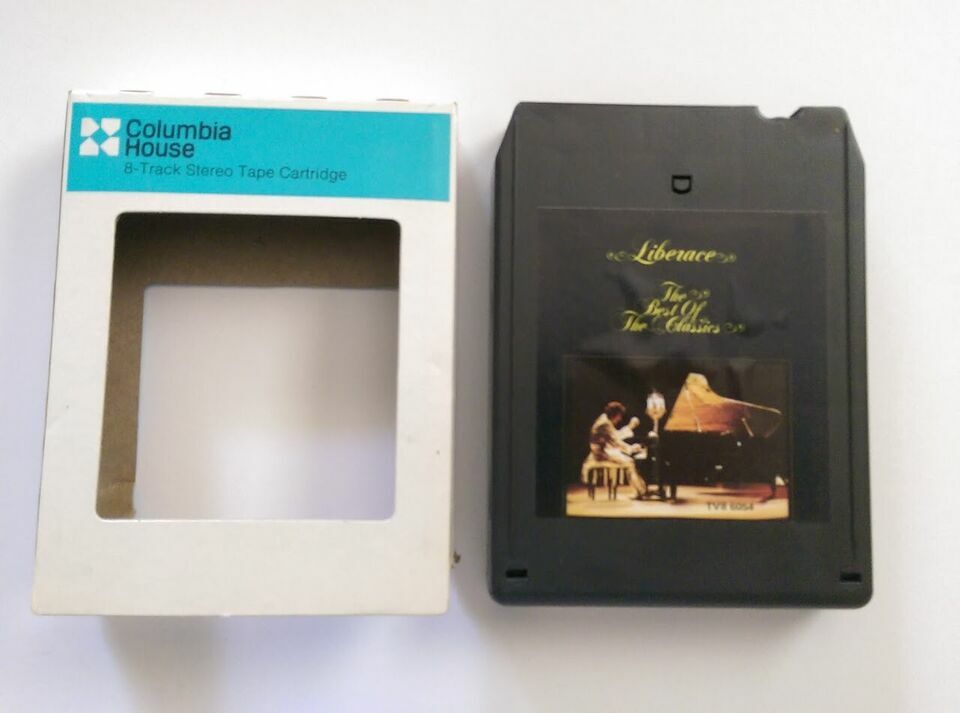 Columbia
House
8-Track Stereo Tape Cartridge
D
Liberace
The
Best Of
The Classics
TV8 6054